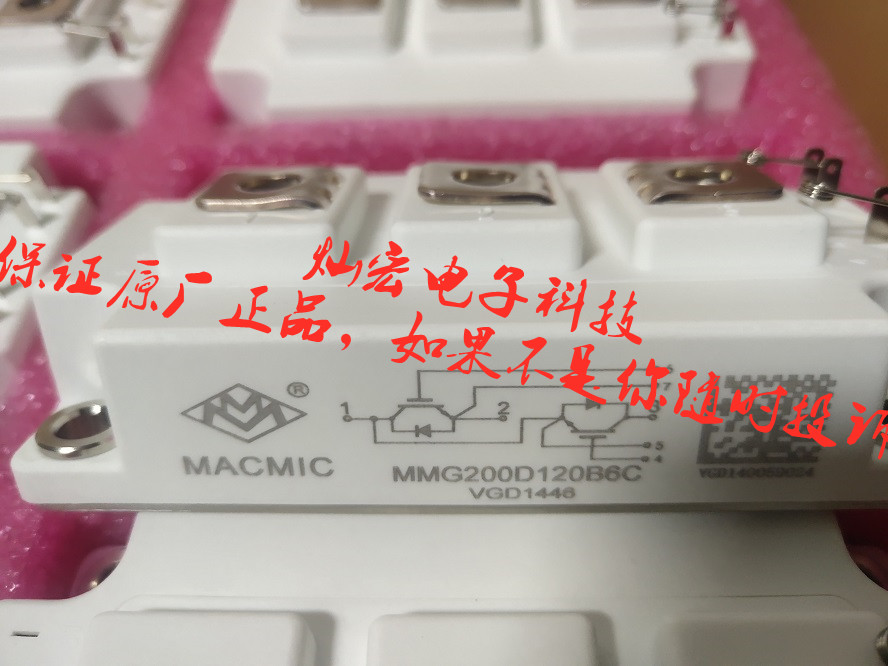 灿宏电子科技
保证原厂正品,如果不是你随时投诉
®
1 2 3
6
7
5
4
MACMIC
MMG200D120B6C
VGD1446